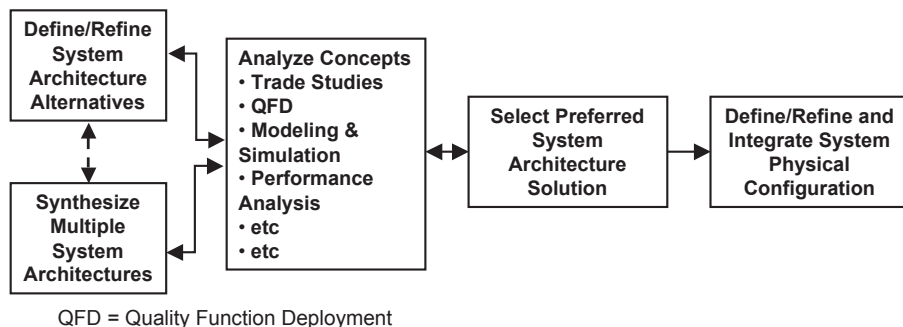 Define/Refine
System
Architecture
Alternatives
Synthesize
Multiple
System
Architectures
Analyze Concepts
• Trade Studies
• QFD
• Modeling &
Simulation
• Performance
Analysis
• etc
• etc
Select Preferred
System
Architecture
Solution
Define/Refine and
Integrate System
Physical
Configuration
QFD = Quality Function Deployment